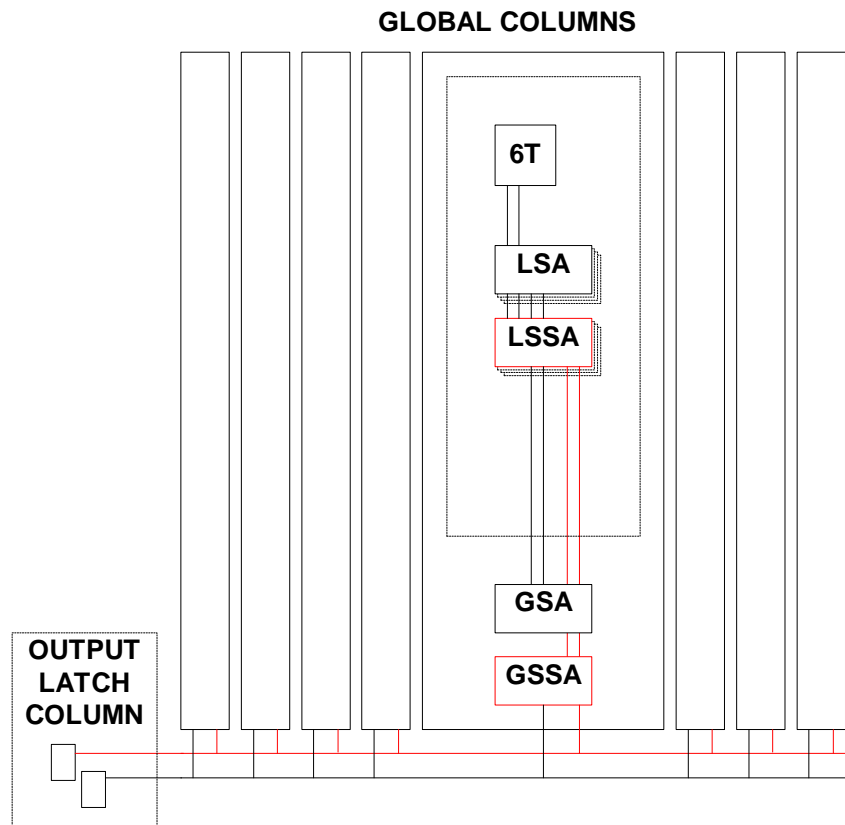 GLOBAL COLUMNS
6T
LSA
LSSA
GSA
GSSA
OUTPUT
LATCH
COLUMN